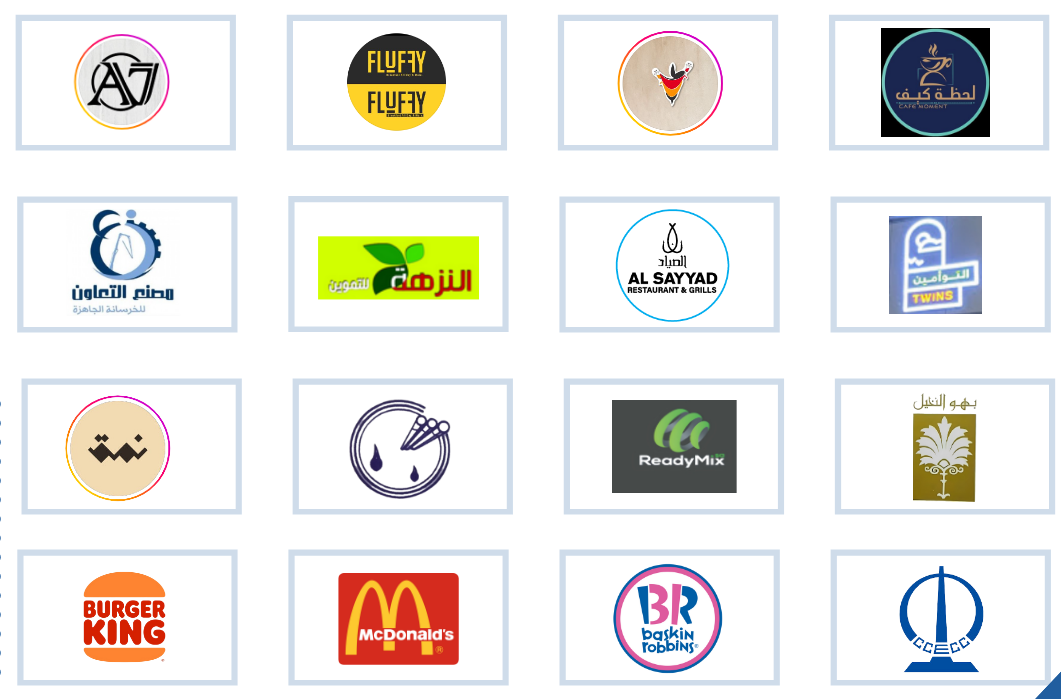 A7
FLUFFY
FLUFFY
لحظة كيف
CAFE MOMENT
مصنع التعاون
للخرسانة الجاهزة
النزهة للتموين
الصياد
AL SAYYAD
RESTAURANT & GRILLS
التوأمين
TWINS
نمق
ReadyMix
بهو النخيل
BURGER
KING
McDonald's
BR
baskin
robbins
CCECC